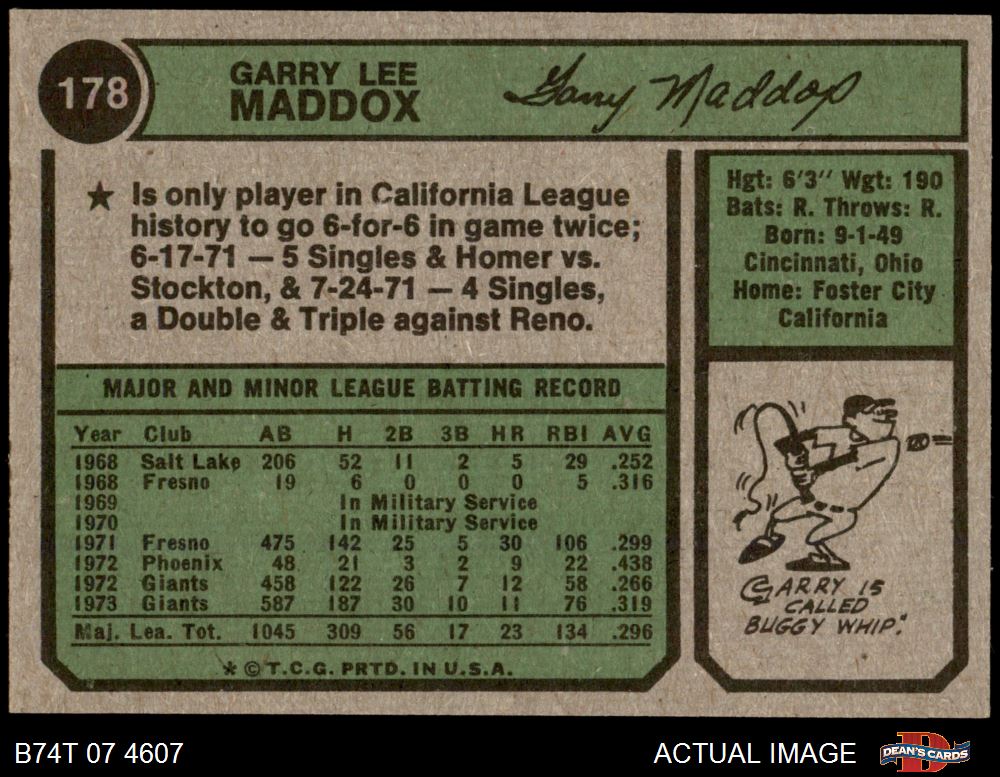 178
GARRY LEE
MADDOX
Garry Maddox
★ Is only player in California League
history to go 6-for-6 in game twice;
6-17-71 — 5 Singles & Homer vs.
Stockton, & 7-24-71 — 4 Singles,
a Double & Triple against Reno.
Hgt: 6'3" Wgt: 190
Bats: R. Throws: R.
Born: 9-1-49
Cincinnati, Ohio
Home: Foster City
California
MAJOR AND MINOR LEAGUE BATTING RECORD
Year Club AB H 2B 3B HR RBI AVG
1968 Salt Lake 206 52 11 2 5 29 .252
1968 Fresno 19 6 0 0 0 5 .316
1969 In Military Service
1970 In Military Service
1971 Fresno 475 142 25 5 30 106 .299
1972 Phoenix 48 21 3 2 9 22 .438
1972 Giants 458 122 26 7 12 58 .266
1973 Giants 587 187 30 10 11 76 .319
Maj. Lea. Tot. 1045 309 56 17 23 134 .296
* © T.C.G. PRTD. IN U.S.A.
GARRY IS
CALLED
BUGGY WHIP."
B74T 07 4607
ACTUAL IMAGE
DEAN'S CARDS